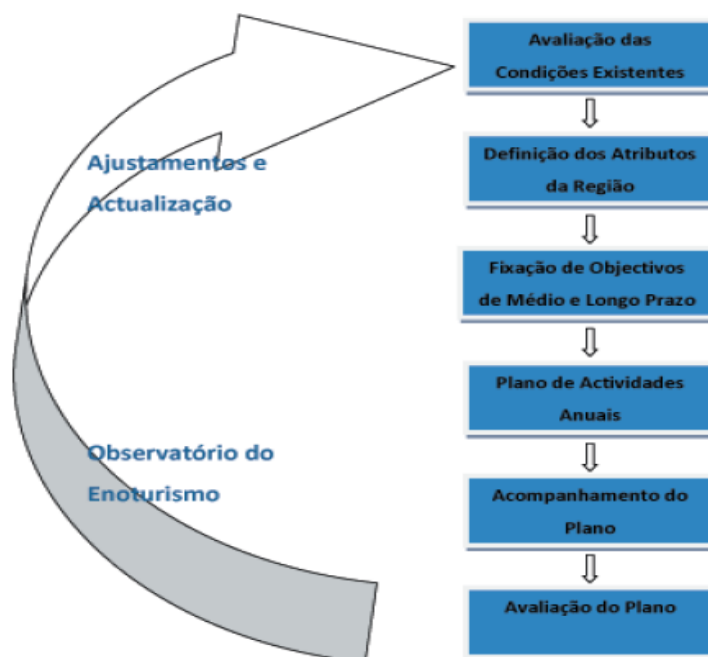 Avaliação das
Condições Existentes
Definição dos Atributos
da Região
Fixação de Objectivos
de Médio e Longo Prazo
Plano de Actividades
Anuais
Acompanhamento do
Plano
Avaliação do Plano
Ajustamentos e
Actualização
Observatório do
Enoturismo